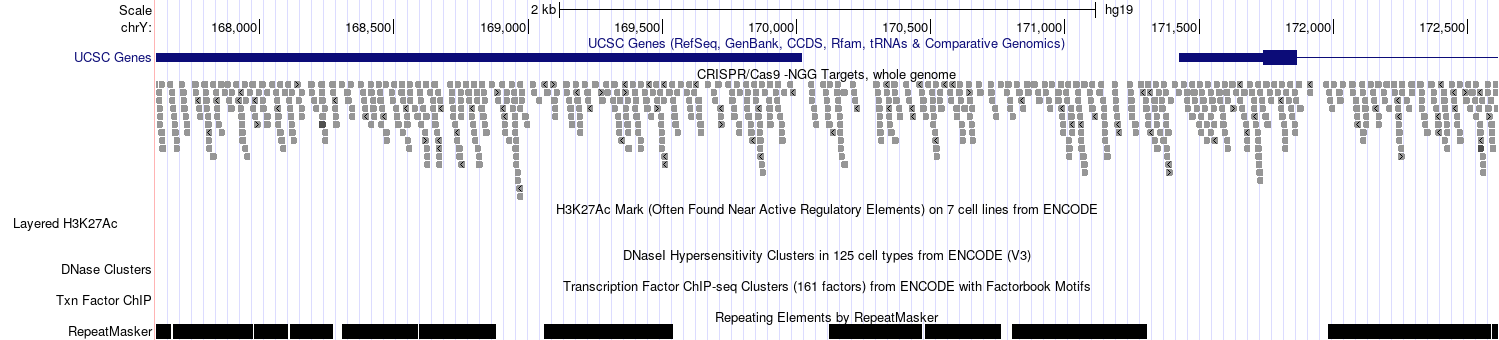 Scale 2 kb hg19
chrY: 168,000 168,500 169,000 169,500 170,000 170,500 171,000 171,500 172,000 172,500
UCSC Genes (RefSeq, GenBank, CCDS, Rfam, tRNAs & Comparative Genomics)
UCSC Genes
CRISPR/Cas9 -NGG Targets, whole genome
H3K27Ac Mark (Often Found Near Active Regulatory Elements) on 7 cell lines from ENCODE
Layered H3K27Ac
DNaseI Hypersensitivity Clusters in 125 cell types from ENCODE (V3)
DNase Clusters
Transcription Factor ChIP-seq Clusters (161 factors) from ENCODE with Factorbook Motifs
Txn Factor ChIP
Repeating Elements by RepeatMasker
RepeatMasker